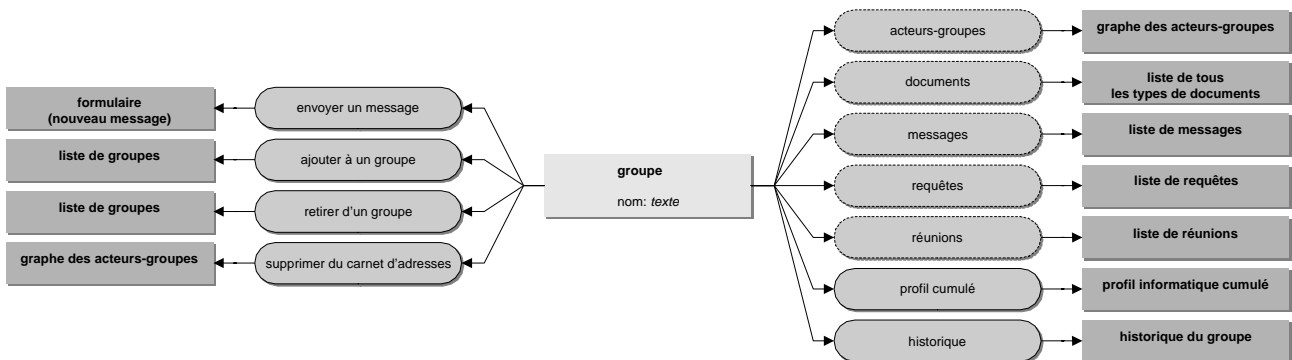 acteurs-groupes
graphe des acteurs-groupes
documents
liste de tous
les types de documents
formulaire
(nouveau message)
envoyer un message
messages
liste de messages
liste de groupes
ajouter à un groupe
groupe
nom: texte
requêtes
liste de requêtes
liste de groupes
retirer d'un groupe
réunions
liste de réunions
graphe des acteurs-groupes
supprimer du carnet d'adresses
profil cumulé
profil informatique cumulé
historique
historique du groupe